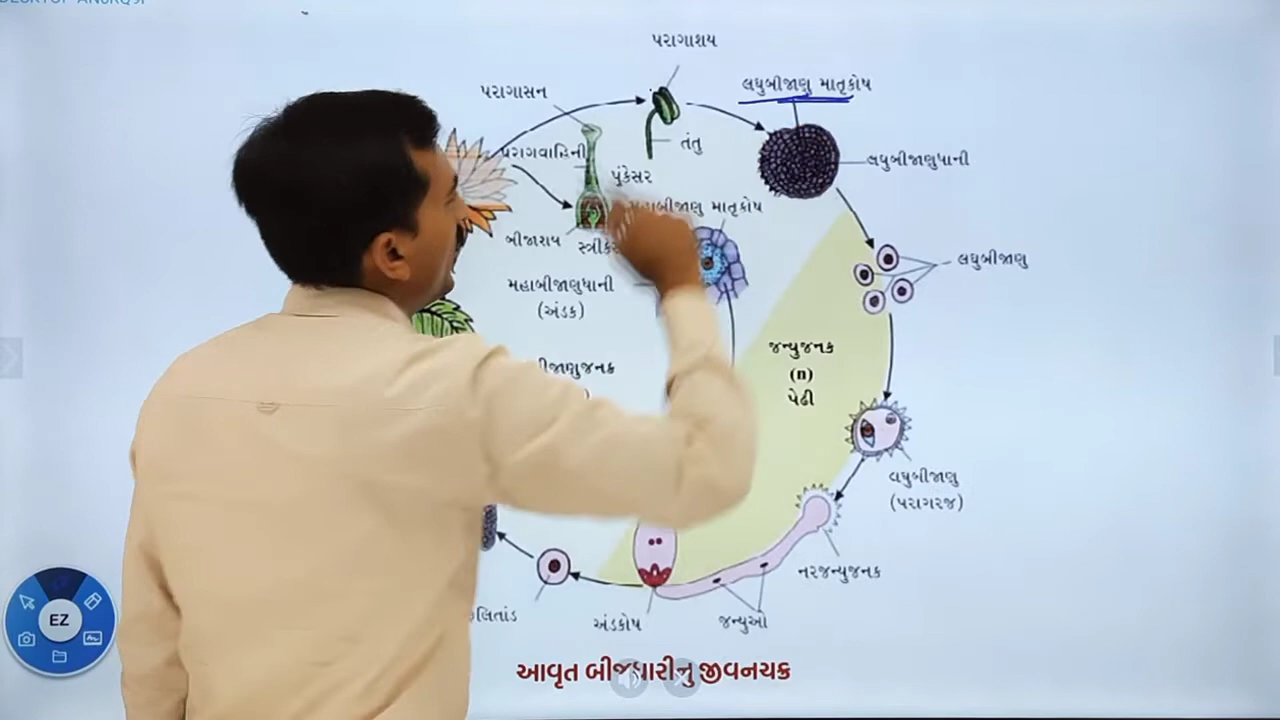 પરાગાશય
લઘુબીજાણુ માતૃકોષ
પરાગાસન
પરાગવાહિની
તંતુ
લઘુબીજાણુધાની
પુંકેસર
માતૃકોષ
બીજાશય
લઘુબીજાણુ
મહાબીજાણુધાની
(અંડક)
જન્યુજનક
(n)
પેઢી
લઘુબીજાણુ
(પરાગરજ)
નરજન્યુજનક
અંડકોષ
જન્યુઓ
આવૃત બીજધારીનુ જીવનચક્ર
EZ